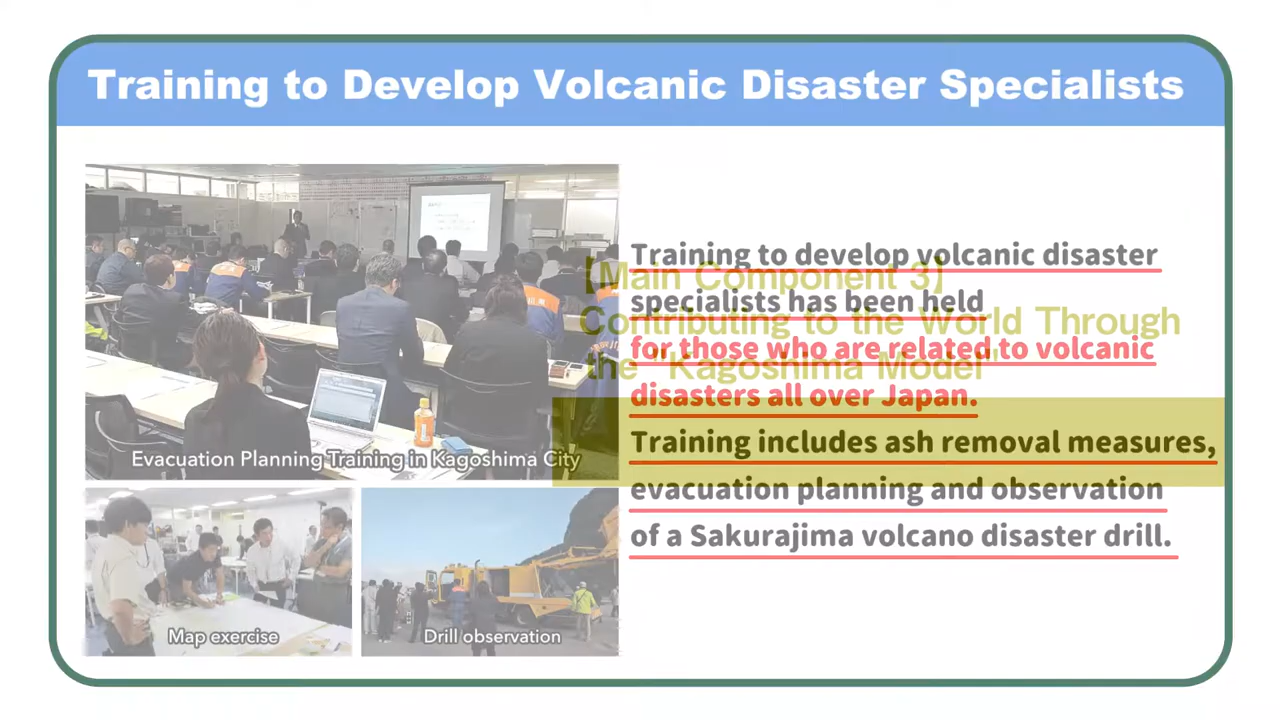 Training to Develop Volcanic Disaster Specialists
Evacuation Planning Training in Kagoshima City
Map exercise
Drill observation
Training to develop volcanic disaster
specialists has been held
for those who are related to volcanic
disasters all over Japan.
Training includes ash removal measures,
evacuation planning and observation
of a Sakurajima volcano disaster drill.
【Main Component 3】
Contributing to the World Through
the "Kagoshima Model"